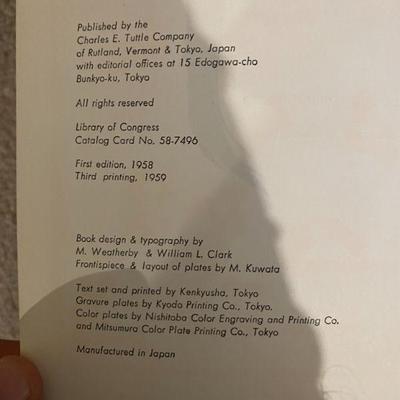 Published by the
Charles E. Tuttle Company
of Rutland, Vermont & Tokyo, Japan
with editorial offices at 15 Edogawa-cho
Bunkyo-ku, Tokyo
All rights reserved
Library of Congress
Catalog Card No. 58-7496
First edition, 1958
Third printing, 1959
Book design & typography by
M. Weatherby & William L. Clark
Frontispiece & layout of plates by M. Kuwata
Text set and printed by Kenkyusha, Tokyo
Gravure plates by Kyodo Printing Co., Tokyo.
Color plates by Nishitoba Color Engraving and Printing Co.
and Mitsumura Color Plate Printing Co., Tokyo
Manufactured in Japan